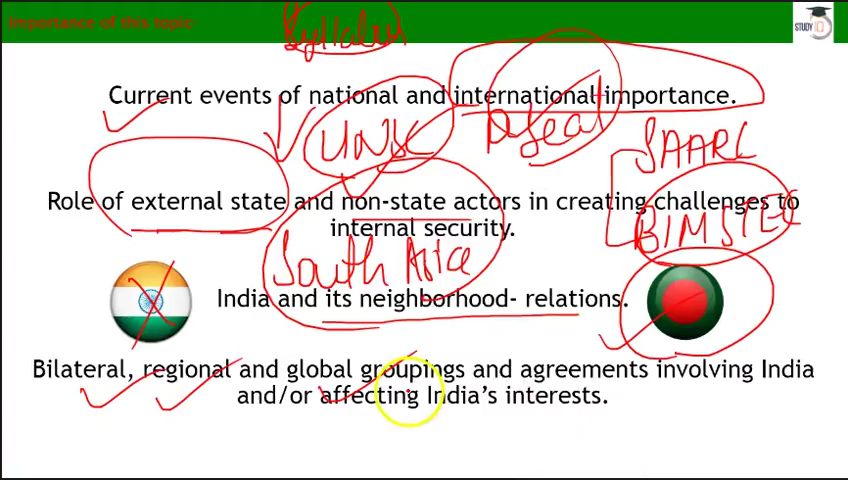 Importance of this topic
Syllabus
STUDY IQ
Current events of national and international importance.
UNSC
Defeat
SAARC
Role of external state and non-state actors in creating challenges to
internal security.
BIMSTEC
South Asia
India and its neighborhood- relations.
Bilateral, regional and global groupings and agreements involving India
and/or affecting India's interests.